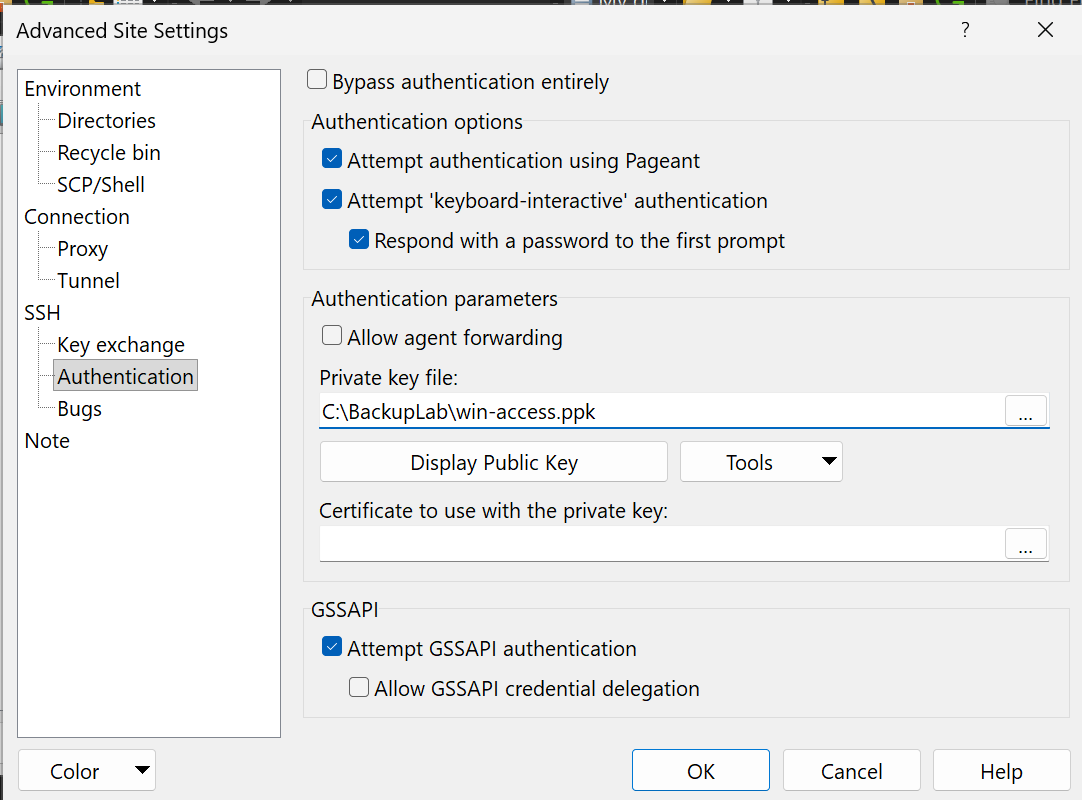 Advanced Site Settings
?
Environment
Directories
Recycle bin
SCP/Shell
Connection
Proxy
Tunnel
SSH
Key exchange
Authentication
Bugs
Note
Bypass authentication entirely
Authentication options
Attempt authentication using Pageant
Attempt 'keyboard-interactive' authentication
Respond with a password to the first prompt
Authentication parameters
Allow agent forwarding
Private key file:
C:\BackupLab\win-access.ppk
...
Display Public Key
Tools
Certificate to use with the private key:
...
GSSAPI
Attempt GSSAPI authentication
Allow GSSAPI credential delegation
Color
OK
Cancel
Help